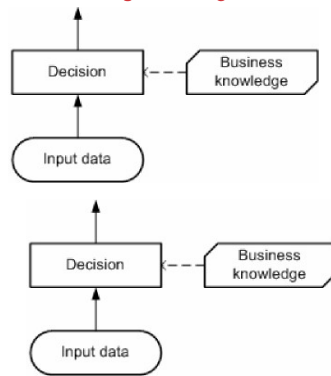 Decision
Business
knowledge
Input data
Decision
Business
knowledge
Input data